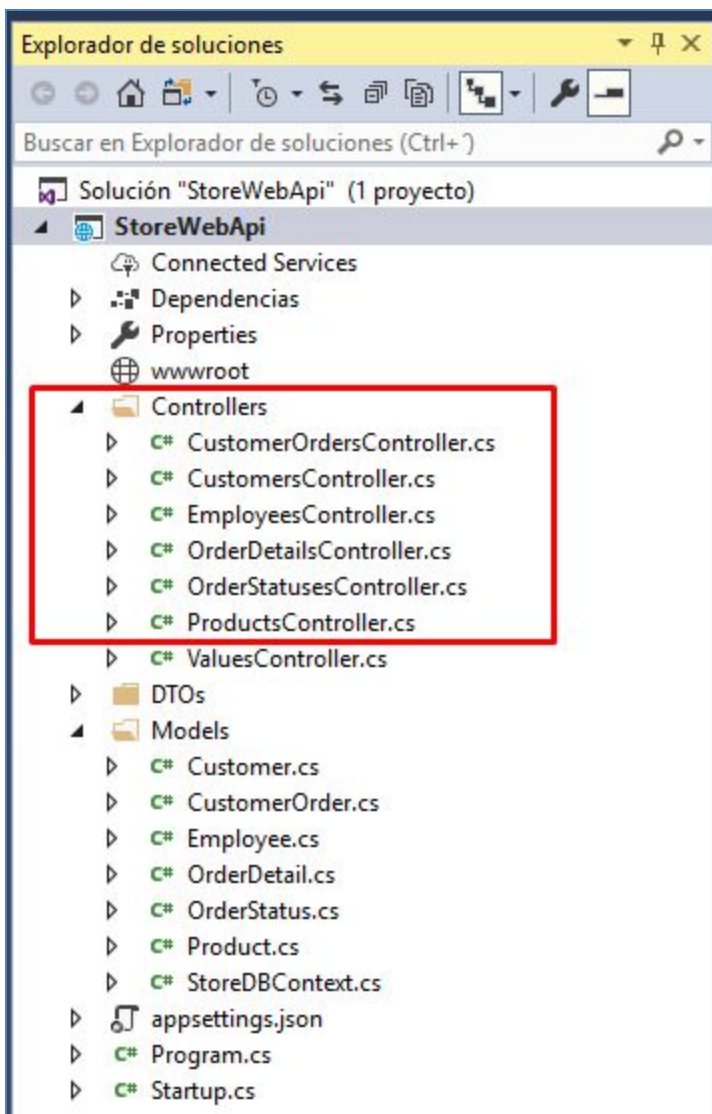 Explorador de soluciones
Buscar en Explorador de soluciones (Ctrl+´)
Solución "StoreWebApi" (1 proyecto)
StoreWebApi
Connected Services
Dependencias
Properties
wwwroot
Controllers
C# CustomerOrdersController.cs
C# CustomersController.cs
C# EmployeesController.cs
C# OrderDetailsController.cs
C# OrderStatusesController.cs
C# ProductsController.cs
C# ValuesController.cs
DTOs
Models
C# Customer.cs
C# CustomerOrder.cs
C# Employee.cs
C# OrderDetail.cs
C# OrderStatus.cs
C# Product.cs
C# StoreDBContext.cs
appsettings.json
C# Program.cs
C# Startup.cs